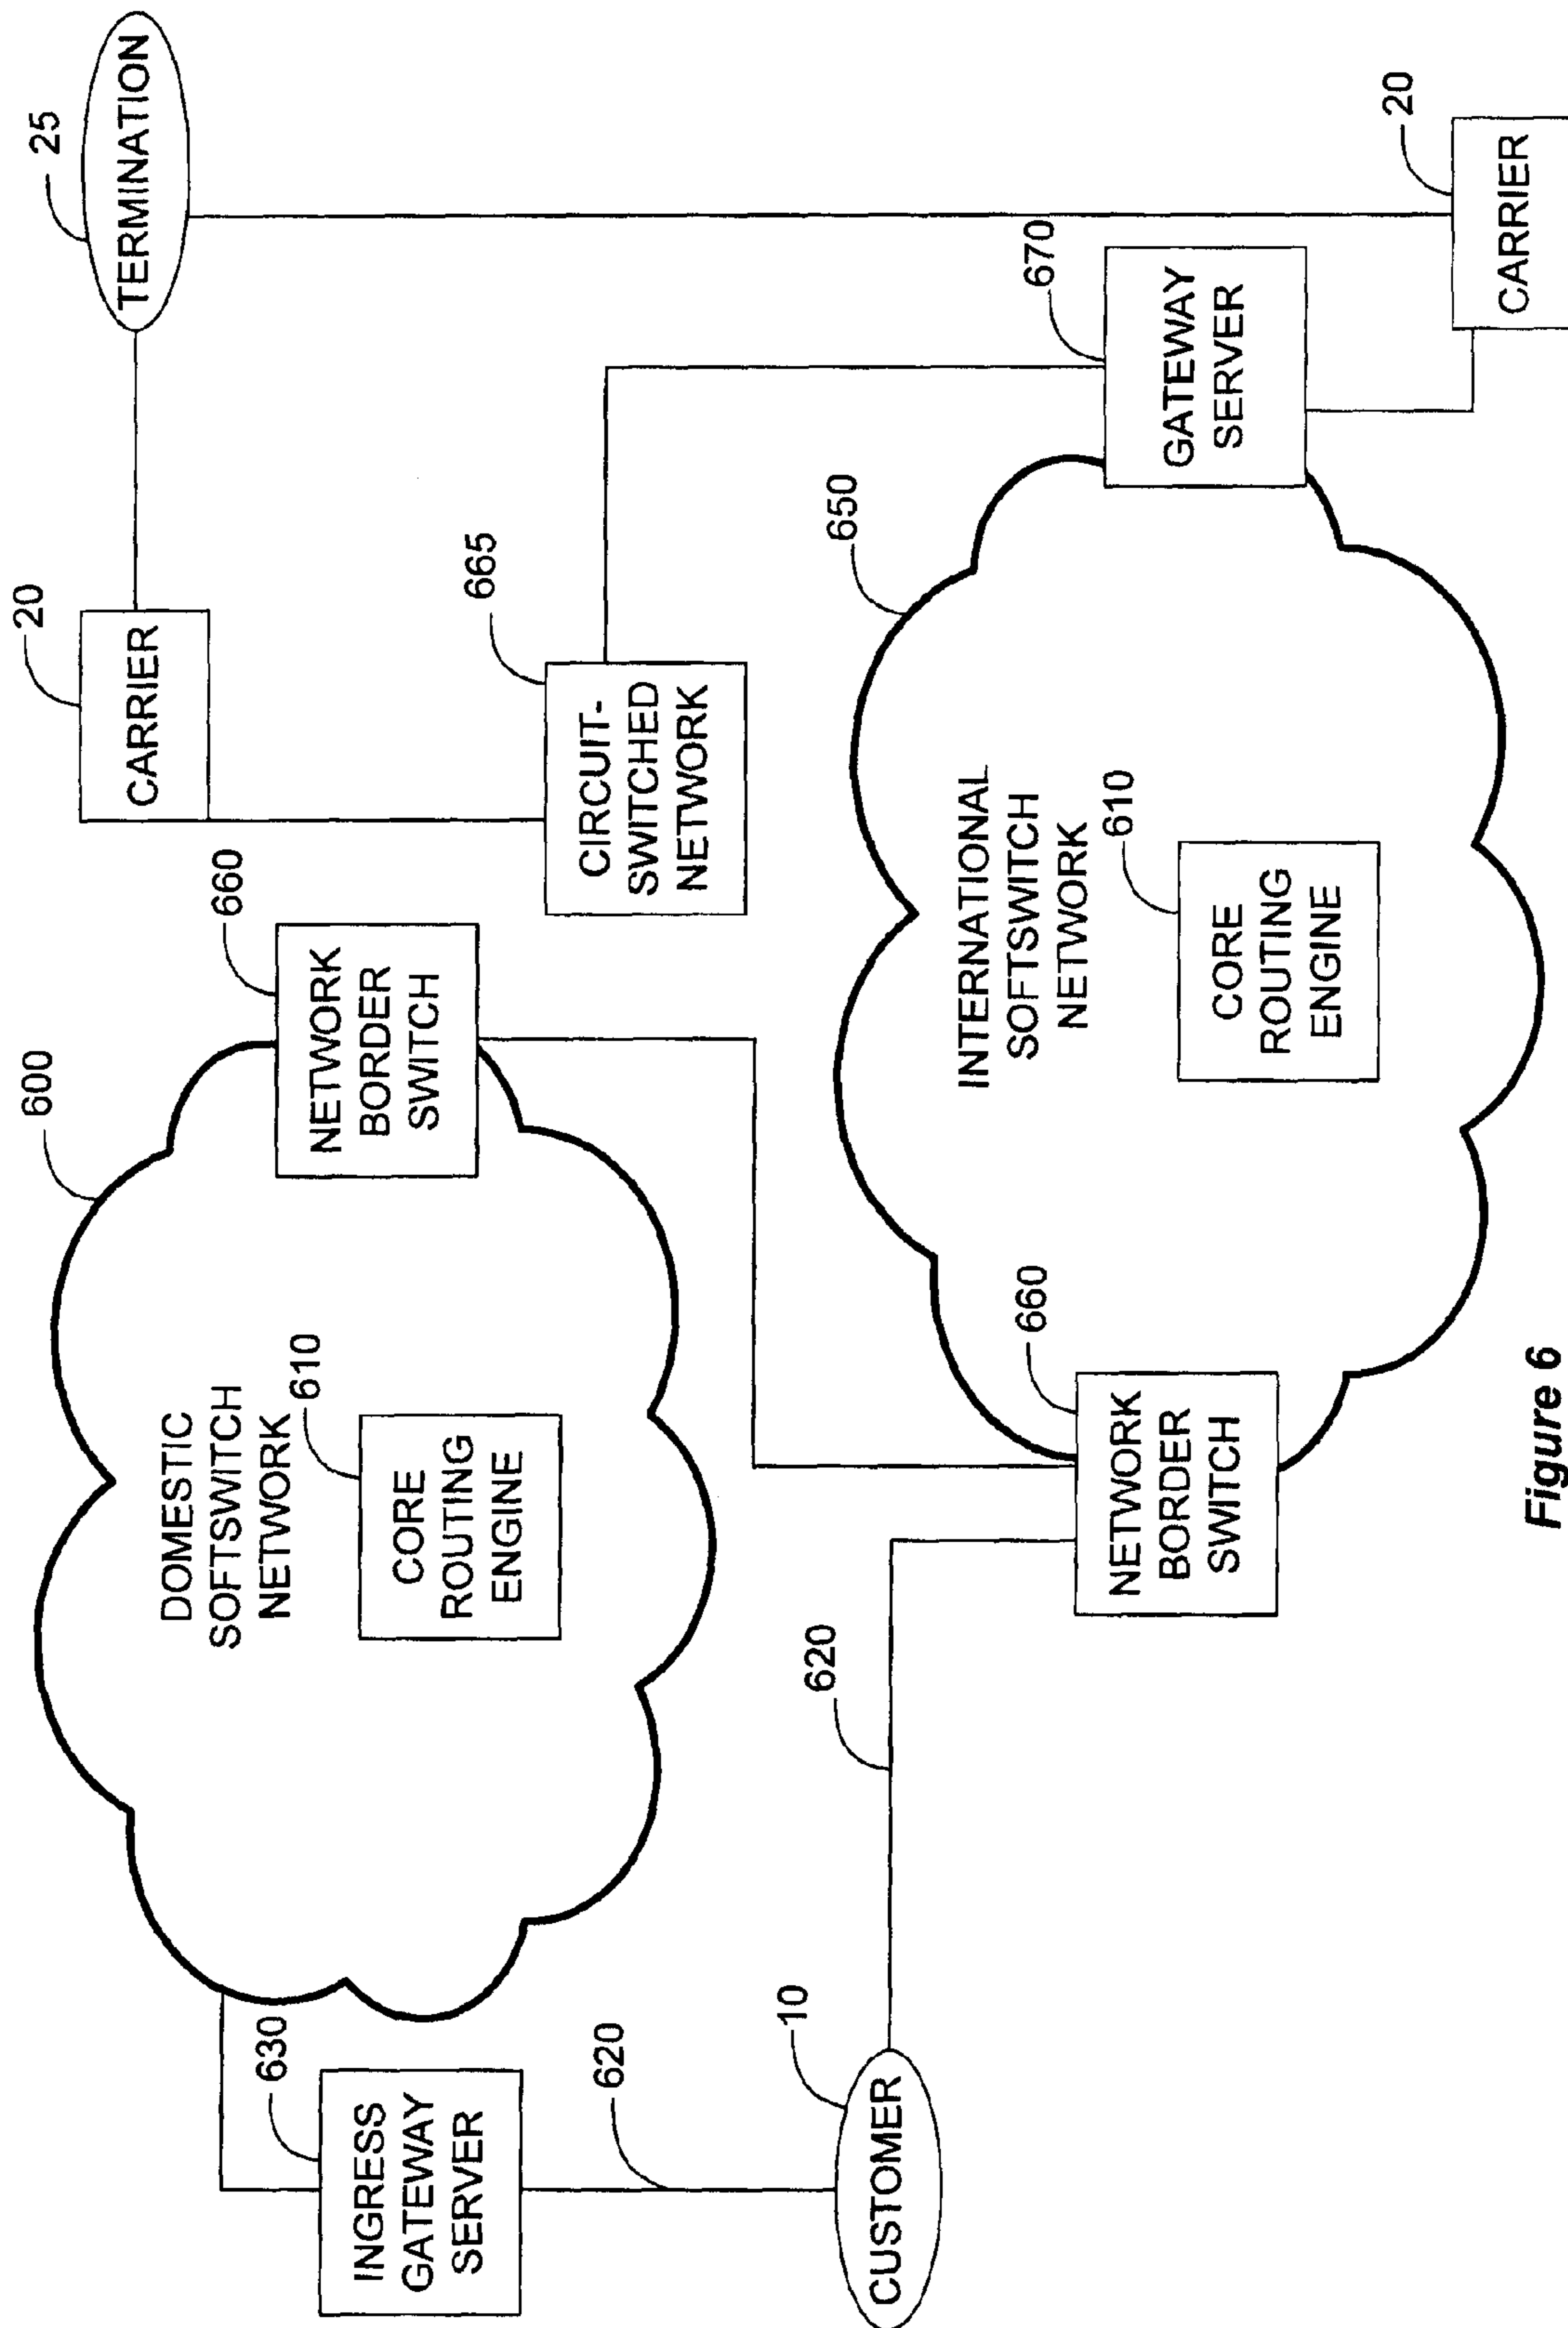 600
20
25
CARRIER
TERMINATION
630
DOMESTIC
SOFTSWITCH
NETWORK
610
660
NETWORK
BORDER
SWITCH
INGRESS
GATEWAY
SERVER
CORE
ROUTING
ENGINE
665
CIRCUIT-
SWITCHED
NETWORK
620
10
620
650
CUSTOMER
INTERNATIONAL
SOFTSWITCH
NETWORK
660
610
670
NETWORK
BORDER
SWITCH
CORE
ROUTING
ENGINE
GATEWAY
SERVER
20
CARRIER
Figure 6